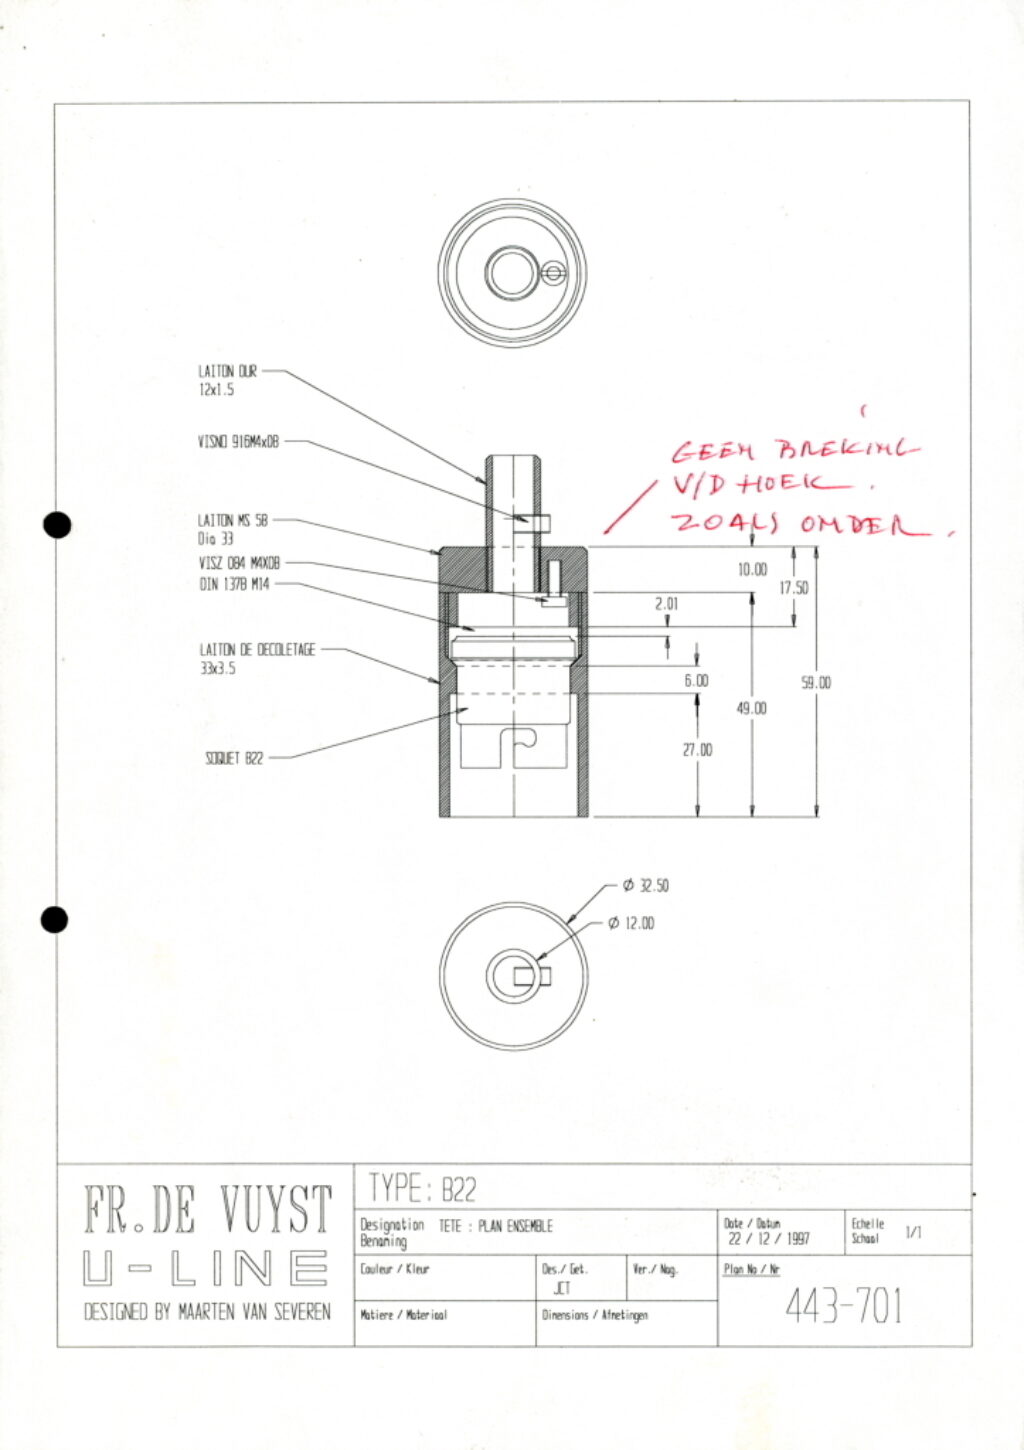 LAITON DUR
12x1.5
VISNO 916M4xD8
GEEN BREKING
V/D HOEK.
ZOALS ONDER.
LAITON MS 58
Dia 33
VISZ D84 M4XD8
DIN 137B M14
LAITON DE DECOLETAGE
33x3.5
SOQUET B22
10.00
17.50
2.01
6.00
59.00
49.00
27.00
Ø 32.50
Ø 12.00
FR. DE VUYST
U-LINE
DESIGNED BY MAARTEN VAN SEVEREN
TYPE: B22
Designation TETE : PLAN ENSEMBLE
Benaming
Date / Datum
22 / 12 / 1997
Echelle
Schaal
1/1
Couleur / Kleur
Des./ Get.
JCT
Ver./ Nag.
Plan No / Nr
443-701
Matiere / Materiaal
Dimensions / Afmetingen